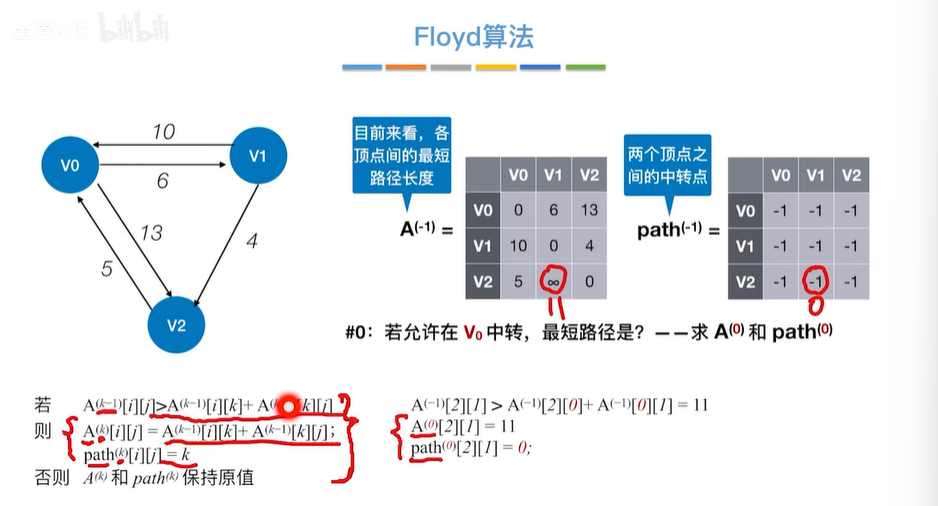 bilibili
Floyd算法
10
V0
V1
6
13
4
5
V2
目前来看，各
顶点间的最短
路径长度
A(-1) =
V0 V1 V2
V0 0 6 13
V1 10 0 4
V2 5 ∞ 0
11
两个顶点之
间的中转点
path(-1) =
V0 V1 V2
V0 -1 -1 -1
V1 -1 -1 -1
V2 -1 -1 -1
0
#0：若允许在 V0 中转，最短路径是？——求 A(0) 和 path(0)
若 A(k-1)[i][j]>A(k-1)[i][k]+ A(k][j]
则 A(k)[i][j] = A(k-1)[i][k]+ A(k-1)[k][j];
path(k)[i][j] = k
否则 A(k) 和 path(k) 保持原值
A(-1)[2][1] > A(-1)[2][0]+ A(-1)[0][1] = 11
A(0)[2][1] = 11
path(0)[2][1] = 0;